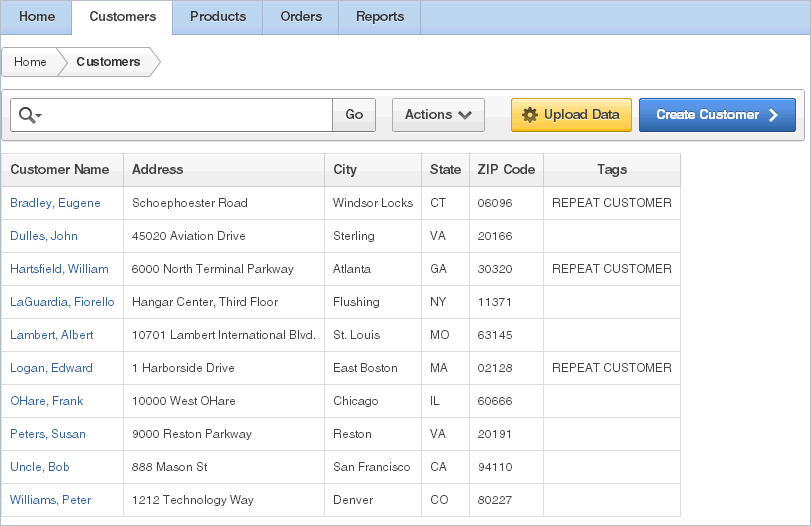 Home Customers Products Orders Reports
Home Customers
Go Actions Upload Data Create Customer
Customer Name Address City State ZIP Code Tags
Bradley, Eugene Schoephoester Road Windsor Locks CT 06096 REPEAT CUSTOMER
Dulles, John 45020 Aviation Drive Sterling VA 20166
Hartsfield, William 6000 North Terminal Parkway Atlanta GA 30320 REPEAT CUSTOMER
LaGuardia, Fiorello Hangar Center, Third Floor Flushing NY 11371
Lambert, Albert 10701 Lambert International Blvd. St. Louis MO 63145
Logan, Edward 1 Harborside Drive East Boston MA 02128 REPEAT CUSTOMER
OHare, Frank 10000 West OHare Chicago IL 60666
Peters, Susan 9000 Reston Parkway Reston VA 20191
Uncle, Bob 888 Mason St San Francisco CA 94110
Williams, Peter 1212 Technology Way Denver CO 80227